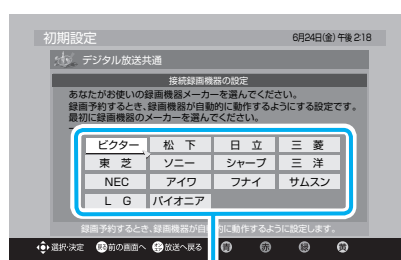 初期設定
6月24日(金) 午後 2:18
デジタル放送共通
接続録画機器の設定
あなたがお使いの録画機器メーカーを選んでください。
録画予約するとき、録画機器が自動的に動作するようにする設定です。
最初に録画機器のメーカーを選んでください。
ビクター 松 下 日 立 三 菱
東 芝 ソニー シャープ 三 洋
NEC アイワ フナイ サムスン
L G パイオニア
録画予約するとき、録画機器が自動的に動作するように設定します。
選択・決定 戻る 前の画面へ 放送へ戻る 青 赤 緑 黄